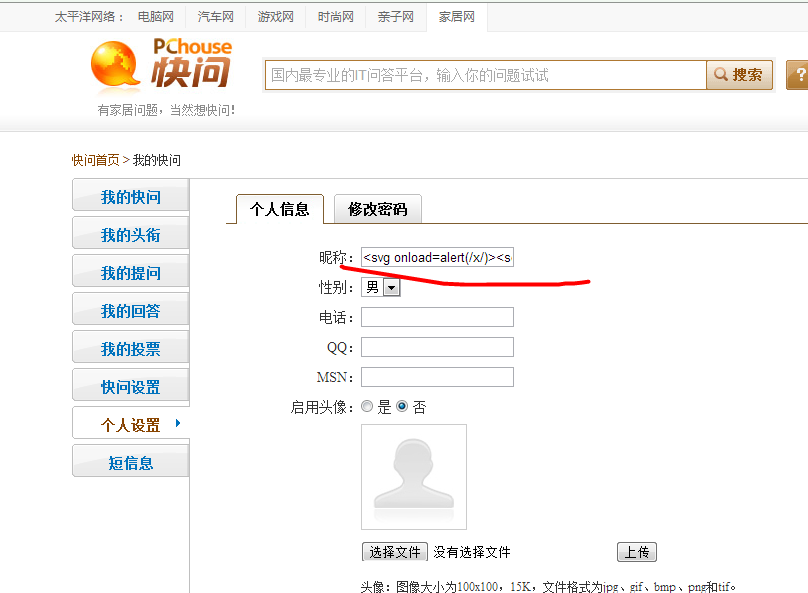 太平洋网络： 电脑网 汽车网 游戏网 时尚网 亲子网 家居网
PChouse
快问
有家居问题，当然想快问！
国内最专业的IT问答平台，输入你的问题试试
搜索
?
快问首页 > 我的快问
我的快问
我的头衔
我的提问
我的回答
我的投票
快问设置
个人设置
短信息
个人信息 修改密码
昵称： <svg onload=alert(/x/)><s
性别： 男
电话：
QQ：
MSN：
启用头像： 是 否
选择文件 没有选择文件 上传
头像：图像大小为100x100，15K，文件格式为jpg、gif、bmp、png和tif。